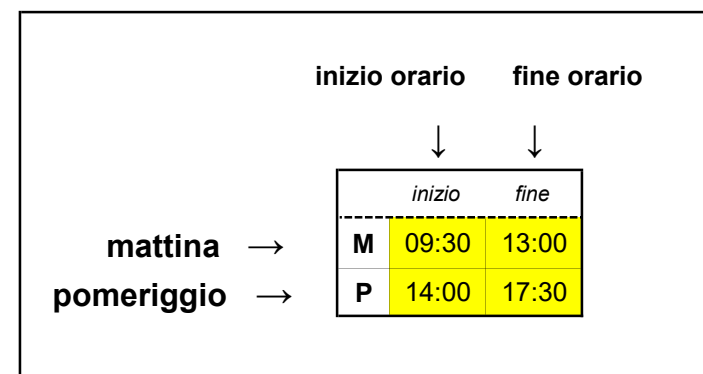 inizio orario fine orario
↓ ↓
inizio fine
mattina → M 09:30 13:00
pomeriggio → P 14:00 17:30